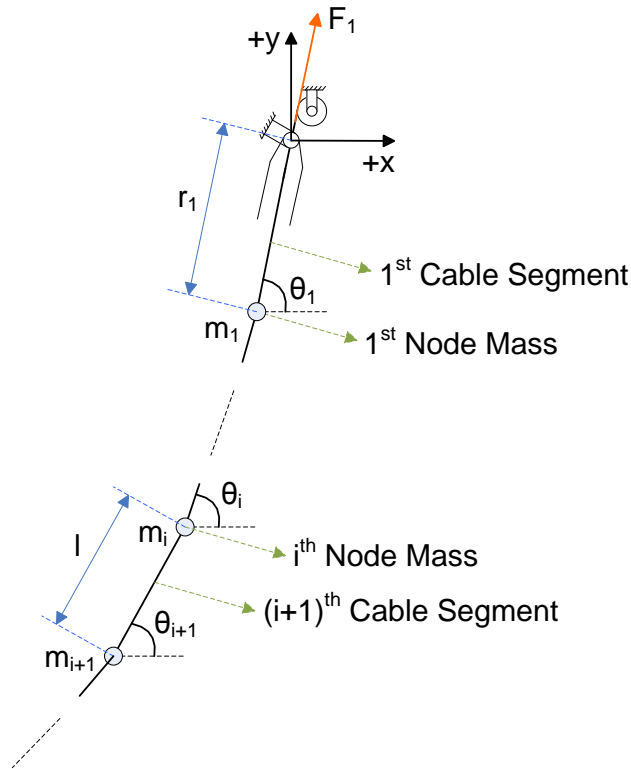 F₁
+y
+x
r₁
1ˢᵗ Cable Segment
θ₁
m₁
1ˢᵗ Node Mass
θᵢ
l
mᵢ
iᵗʰ Node Mass
(i+1)ᵗʰ Cable Segment
θᵢ₊₁
mᵢ₊₁